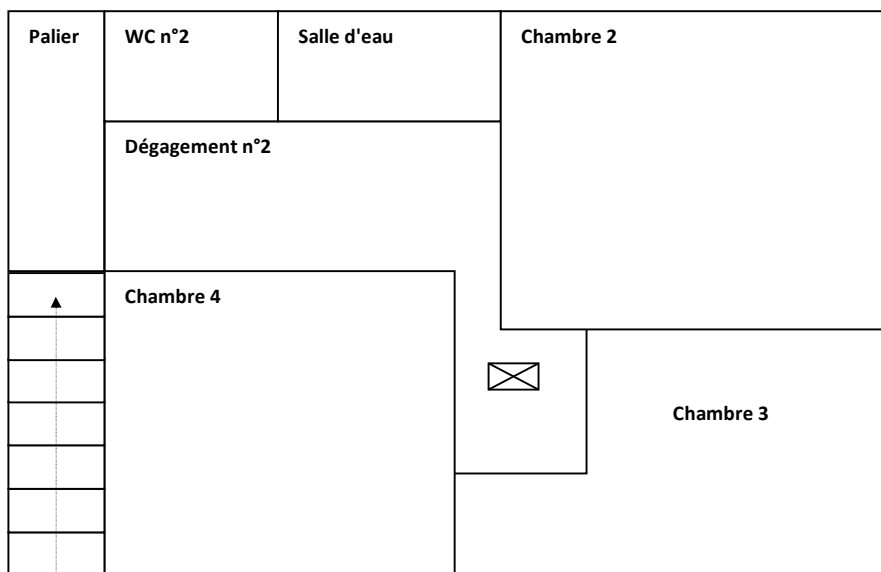 Palier
WC n°2
Salle d'eau
Chambre 2
Dégagement n°2
Chambre 4
Chambre 3